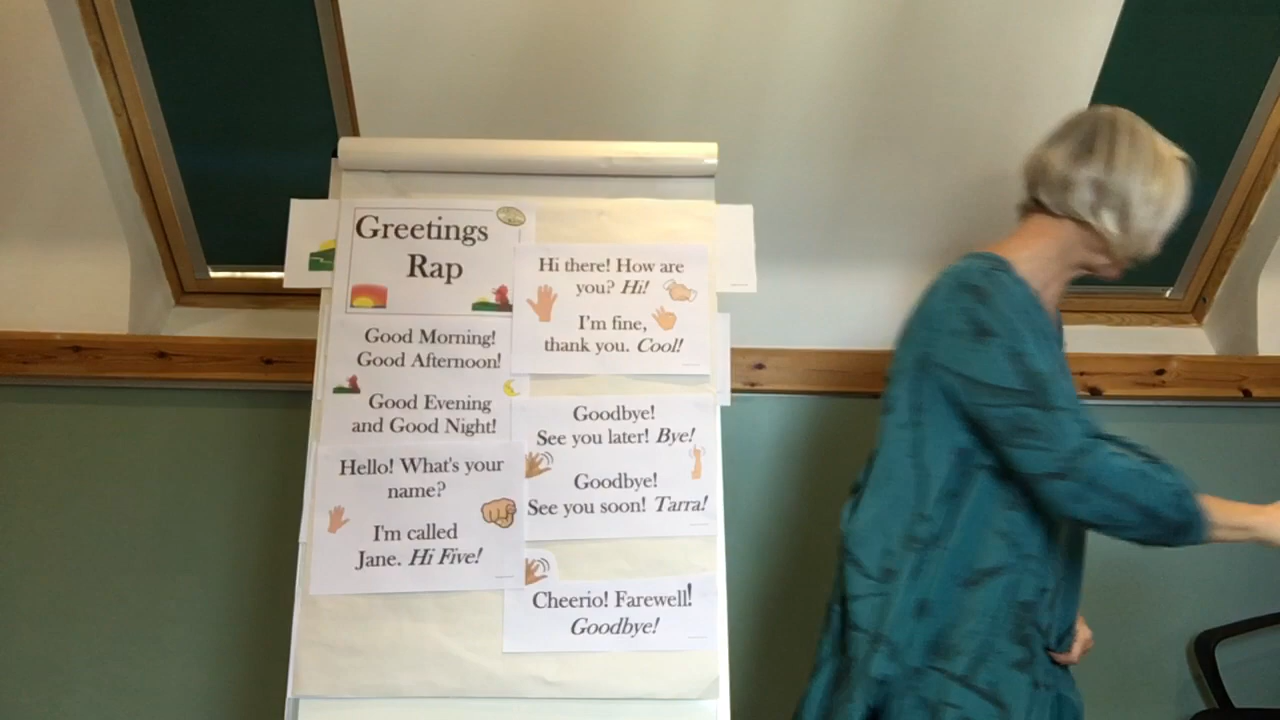 Greetings
Rap
Good Morning!
Good Afternoon!
Good Evening
and Good Night!
Hello! What's your
name?
I'm called
Jane. Hi Five!
Hi there! How are
you? Hi!
I'm fine,
thank you. Cool!
Goodbye!
See you later! Bye!
Goodbye!
See you soon! Tarra!
Cheerio! Farewell!
Goodbye!